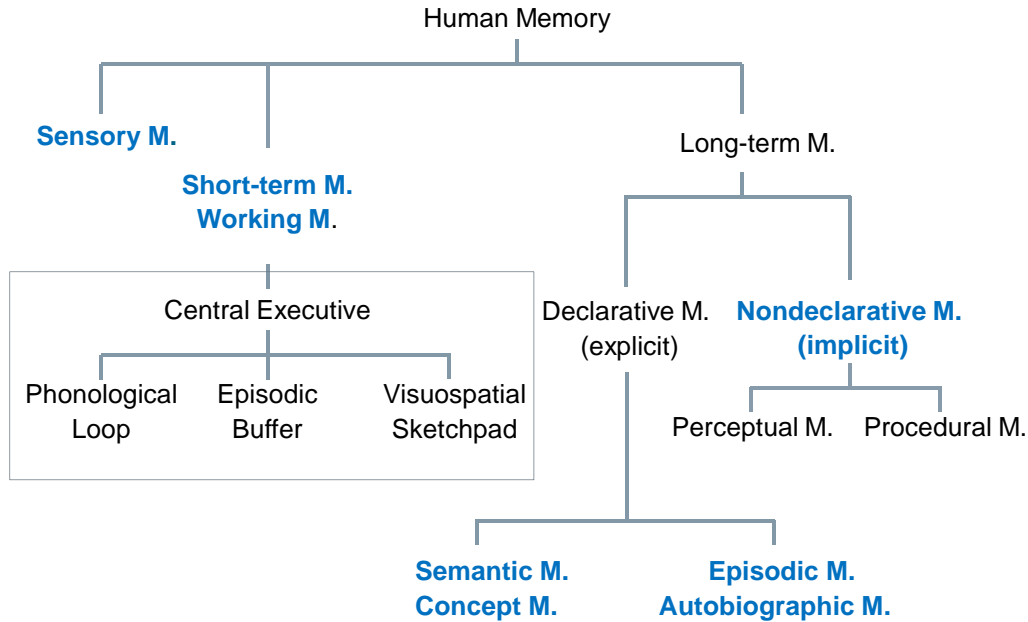 Human Memory
Sensory M.
Long-term M.
Short-term M.
Working M.
Central Executive
Phonological
Loop
Episodic
Buffer
Visuospatial
Sketchpad
Declarative M.
(explicit)
Nondeclarative M.
(implicit)
Perceptual M.
Procedural M.
Semantic M.
Concept M.
Episodic M.
Autobiographic M.